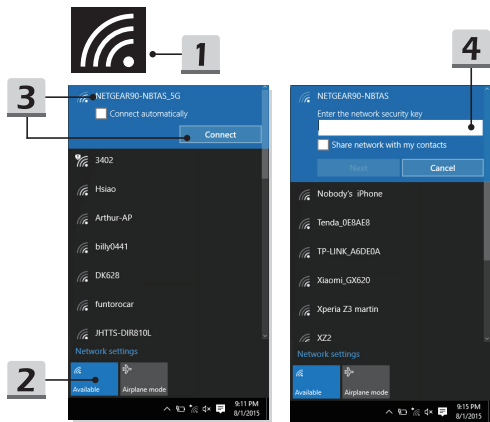 1
3
NETGEAR90-NBTAS_5G
Connect automatically
Connect
3402
Hsiao
Arthur-AP
billy0441
DK628
funtorocar
JHTTS-DIR810L
Network settings
2
Available
Airplane mode
9:11 PM
8/1/2015
4
NETGEAR90-NBTAS
Enter the network security key
Share network with my contacts
Next
Cancel
Nobody's iPhone
Tenda_0E8AE8
TP-LINK_A6DE0A
Xiaomi_GX620
Xperia Z3 martin
XZ2
Network settings
Available
Airplane mode
9:15 PM
8/1/2015